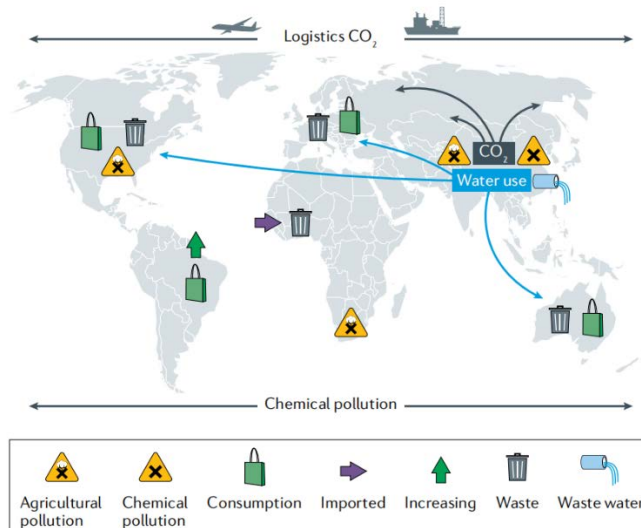 Logistics CO₂
CO₂
Water use
Chemical pollution
Agricultural
pollution
Chemical
pollution
Consumption
Imported
Increasing
Waste
Waste water